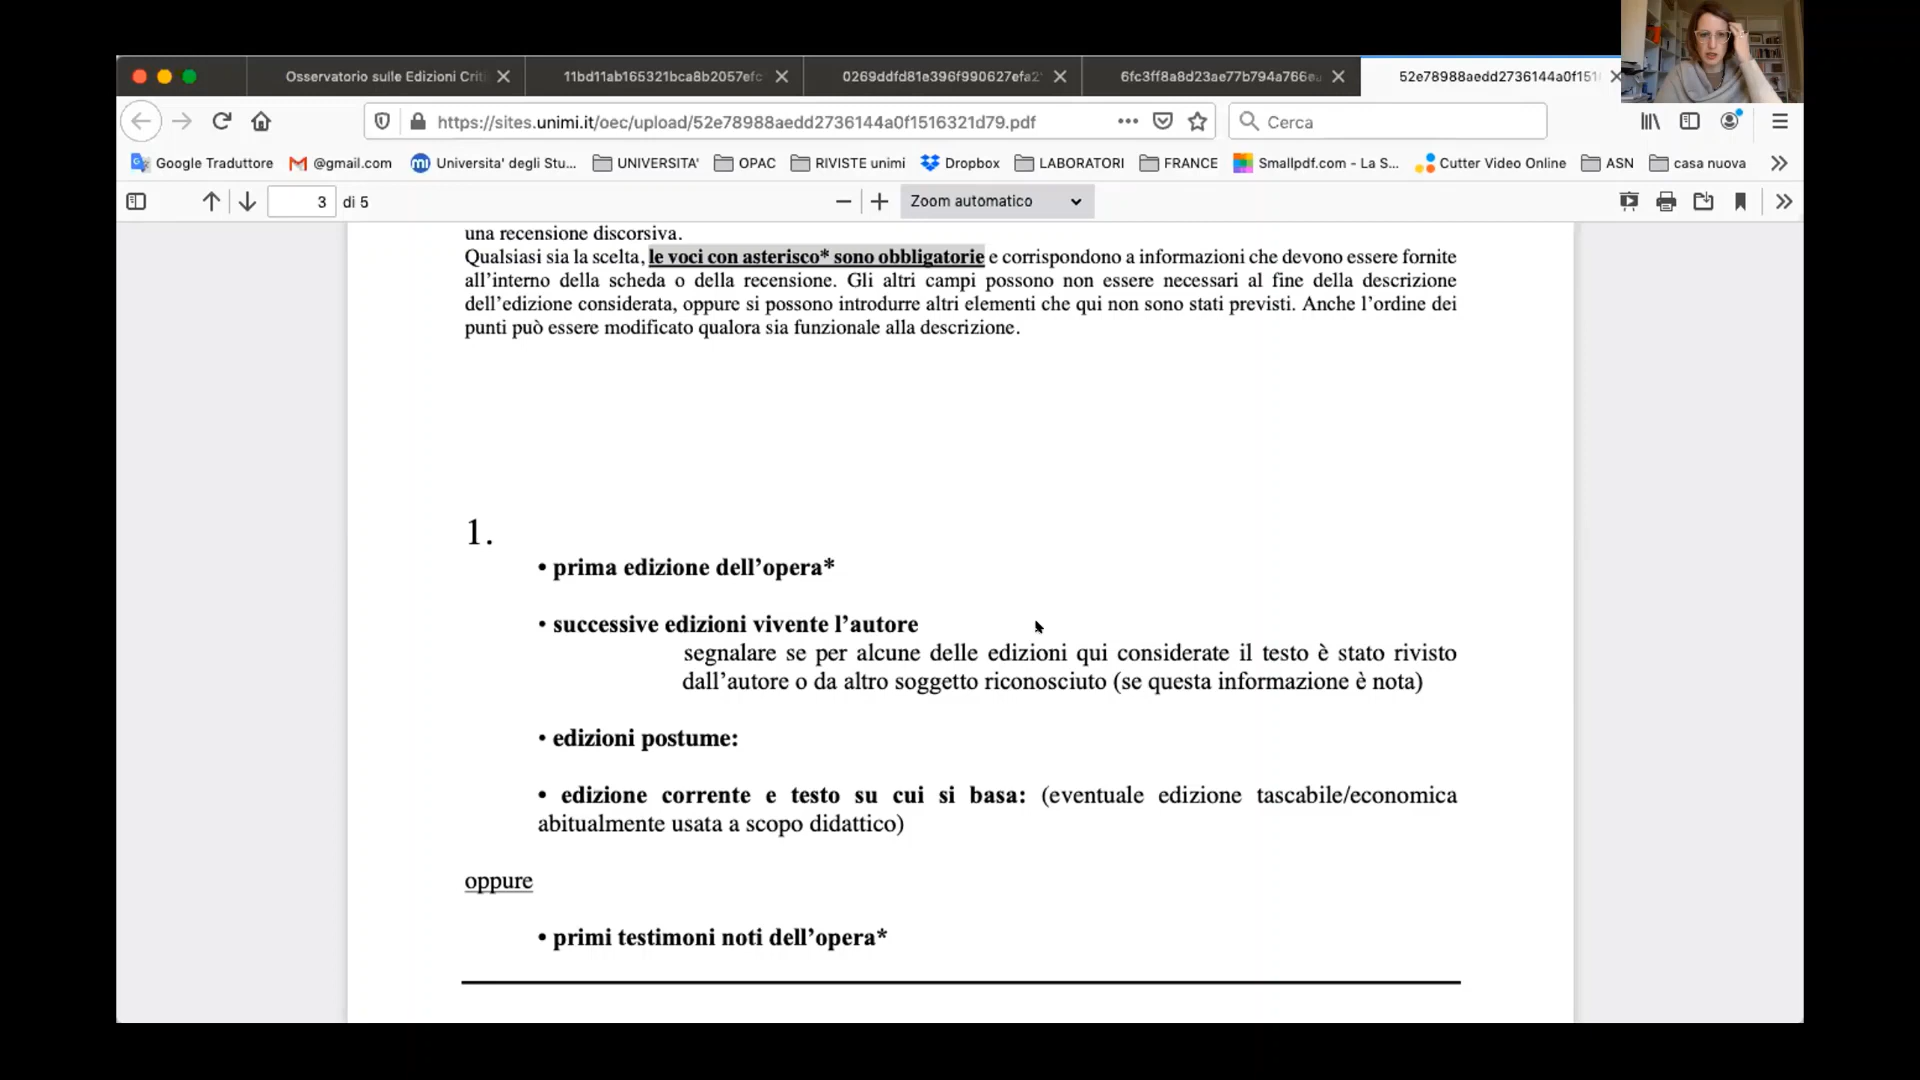 Osservatorio sulle Edizioni Criti
11bd11ab165321bca8b2057efc
0269ddfd81e396f990627efa2
6fc3ff8a8d23ae77b794a766e
52e78988aedd2736144a0f151
https://sites.unimi.it/oec/upload/52e78988aedd2736144a0f1516321d79.pdf
Cerca
Google Traduttore @gmail.com Universita' degli Stu... UNIVERSITA' OPAC RIVISTE unimi Dropbox LABORATORI FRANCE Smallpdf.com - La S... Cutter Video Online ASN casa nuova
3 di 5
Zoom automatico
una recensione discorsiva.
Qualsiasi sia la scelta, le voci con asterisco* sono obbligatorie e corrispondono a informazioni che devono essere fornite
all’interno della scheda o della recensione. Gli altri campi possono non essere necessari al fine della descrizione
dell’edizione considerata, oppure si possono introdurre altri elementi che qui non sono stati previsti. Anche l’ordine dei
punti può essere modificato qualora sia funzionale alla descrizione.
1.
• prima edizione dell’opera*
• successive edizioni vivente l’autore
segnalare se per alcune delle edizioni qui considerate il testo è stato rivisto
dall’autore o da altro soggetto riconosciuto (se questa informazione è nota)
• edizioni postume:
• edizione corrente e testo su cui si basa: (eventuale edizione tascabile/economica
abitualmente usata a scopo didattico)
oppure
• primi testimoni noti dell’opera*